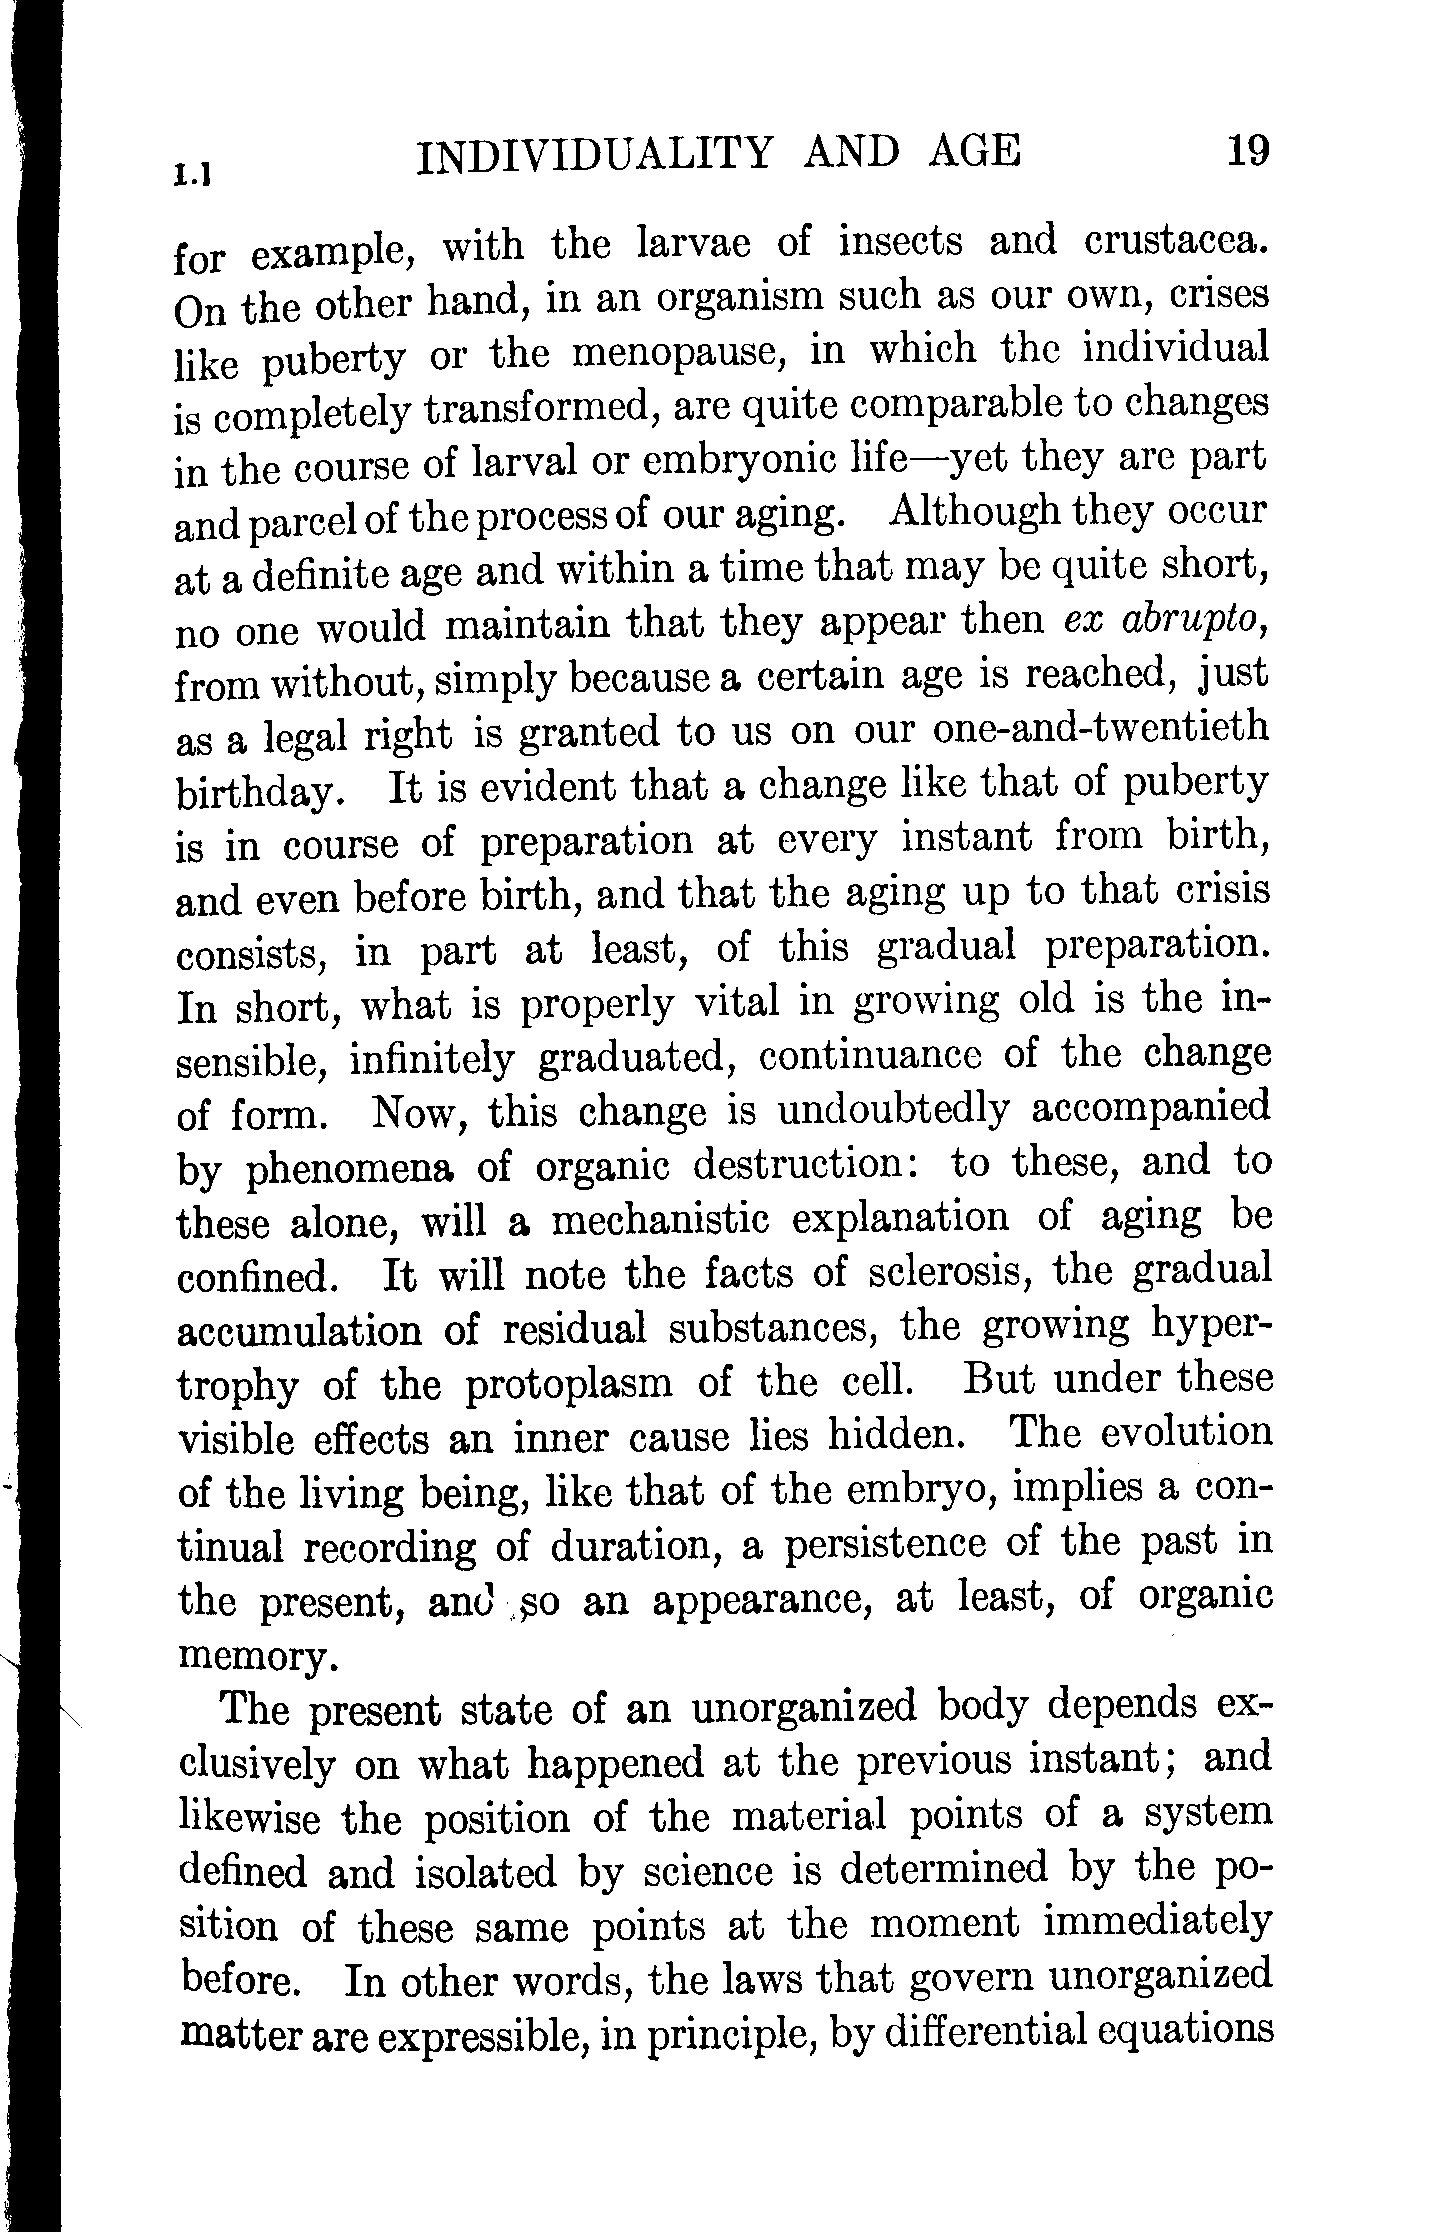 I.]
INDIVIDUALITY AND AGE
19
for example, with the larvae of insects and crustacea.
On the other hand, in an organism such as our own, crises
like puberty or the menopause, in which the individual
is completely transformed, are quite comparable to changes
in the course of larval or embryonic life—yet they are part
and parcel of the process of our aging. Although they occur
at a definite age and within a time that may be quite short,
no one would maintain that they appear then ex abrupto,
from without, simply because a certain age is reached, just
as a legal right is granted to us on our one-and-twentieth
birthday. It is evident that a change like that of puberty
is in course of preparation at every instant from birth,
and even before birth, and that the aging up to that crisis
consists, in part at least, of this gradual preparation.
In short, what is properly vital in growing old is the in-
sensible, infinitely graduated, continuance of the change
of form. Now, this change is undoubtedly accompanied
by phenomena of organic destruction: to these, and to
these alone, will a mechanistic explanation of aging be
confined. It will note the facts of sclerosis, the gradual
accumulation of residual substances, the growing hyper-
trophy of the protoplasm of the cell. But under these
visible effects an inner cause lies hidden. The evolution
of the living being, like that of the embryo, implies a con-
tinual recording of duration, a persistence of the past in
the present, and so an appearance, at least, of organic
memory.
The present state of an unorganized body depends ex-
clusively on what happened at the previous instant; and
likewise the position of the material points of a system
defined and isolated by science is determined by the po-
sition of these same points at the moment immediately
before. In other words, the laws that govern unorganized
matter are expressible, in principle, by differential equations